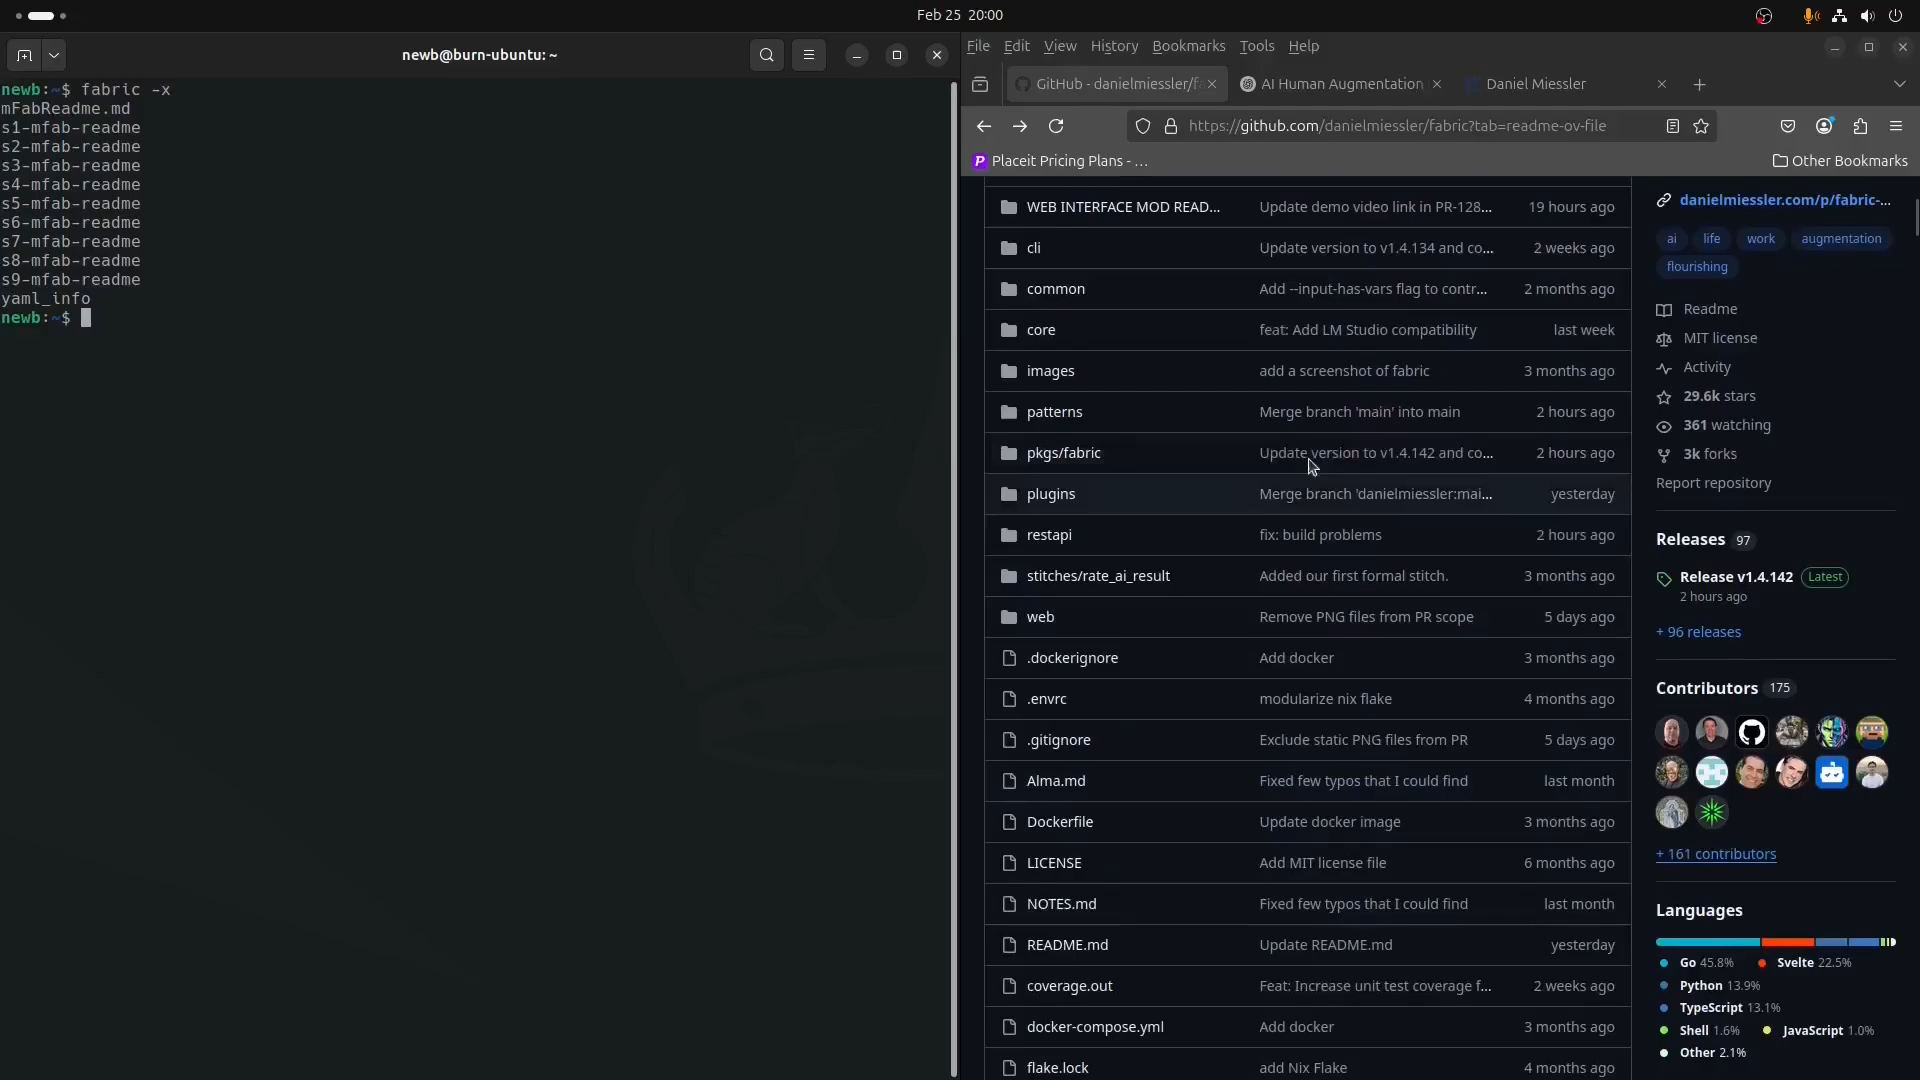 Feb 25 20:00
newb@burn-ubuntu: ~
newb:~$ fabric -x
mFabReadme.md
s1-mfab-readme
s2-mfab-readme
s3-mfab-readme
s4-mfab-readme
s5-mfab-readme
s6-mfab-readme
s7-mfab-readme
s8-mfab-readme
s9-mfab-readme
yaml_info
newb:~$
File Edit View History Bookmarks Tools Help
GitHub - danielmiessler/fa
AI Human Augmentation
Daniel Miessler
https://github.com/danielmiessler/fabric?tab=readme-ov-file
P Placeit Pricing Plans - …
Other Bookmarks
WEB INTERFACE MOD READ... Update demo video link in PR-128... 19 hours ago
cli Update version to v1.4.134 and co... 2 weeks ago
common Add --input-has-vars flag to contr... 2 months ago
core feat: Add LM Studio compatibility last week
images add a screenshot of fabric 3 months ago
patterns Merge branch 'main' into main 2 hours ago
pkgs/fabric Update version to v1.4.142 and co... 2 hours ago
plugins Merge branch 'danielmiessler:mai... yesterday
restapi fix: build problems 2 hours ago
stitches/rate_ai_result Added our first formal stitch. 3 months ago
web Remove PNG files from PR scope 5 days ago
.dockerignore Add docker 3 months ago
.envrc modularize nix flake 4 months ago
.gitignore Exclude static PNG files from PR 5 days ago
Alma.md Fixed few typos that I could find last month
Dockerfile Update docker image 3 months ago
LICENSE Add MIT license file 6 months ago
NOTES.md Fixed few typos that I could find last month
README.md Update README.md yesterday
coverage.out Feat: Increase unit test coverage f... 2 weeks ago
docker-compose.yml Add docker 3 months ago
flake.lock add Nix Flake 4 months ago
danielmiessler.com/p/fabric-...
ai life work augmentation
flourishing
Readme
MIT license
Activity
29.6k stars
361 watching
3k forks
Report repository
Releases 97
Release v1.4.142 Latest
2 hours ago
+ 96 releases
Contributors 175
+ 161 contributors
Languages
Go 45.8% Svelte 22.5%
Python 13.9%
TypeScript 13.1%
Shell 1.6% JavaScript 1.0%
Other 2.1%